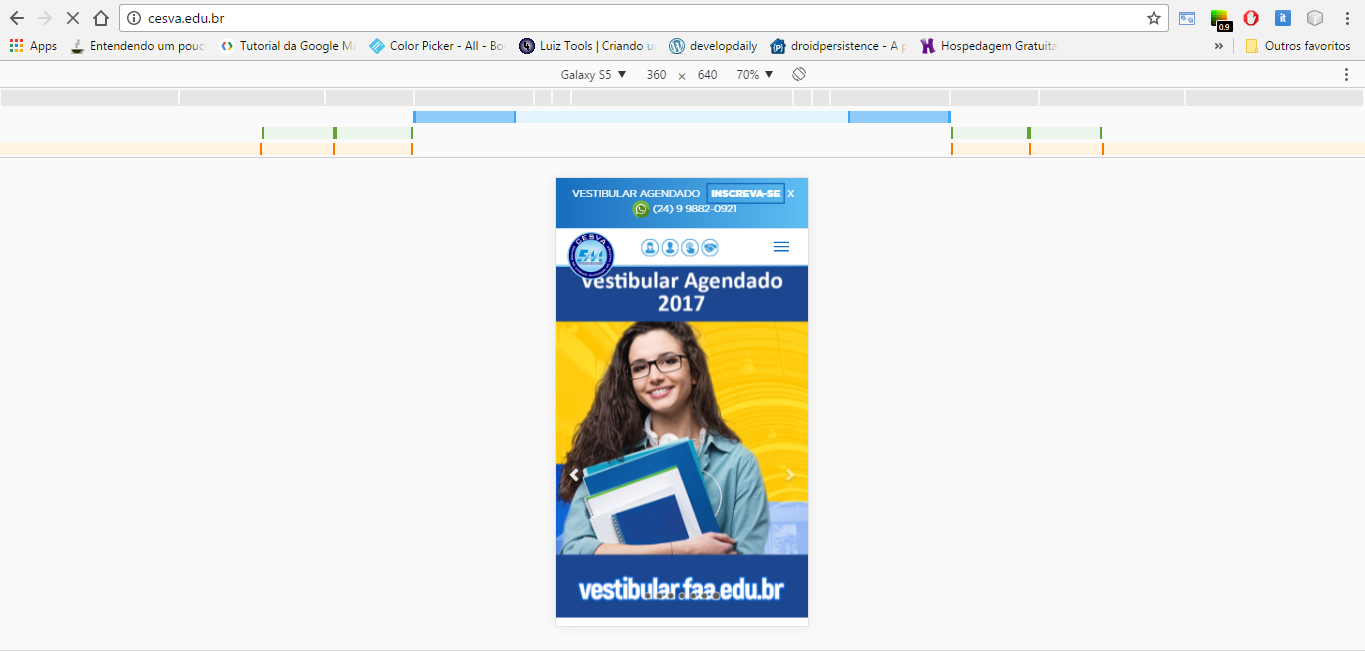 cesva.edu.br
0.9
it
Apps
Entendendo um pouc
Tutorial da Google Ma
Color Picker - All - Bo
Luiz Tools | Criando u
developdaily
droidpersistence - A p
Hospedagem Gratuita
»
Outros favoritos
Galaxy S5 ▼ 360 × 640 70% ▼
VESTIBULAR AGENDADO INSCREVA-SE X
(24) 9 9882-0921
CESVA
FAA
Vestibular Agendado
2017
vestibular.faa.edu.br